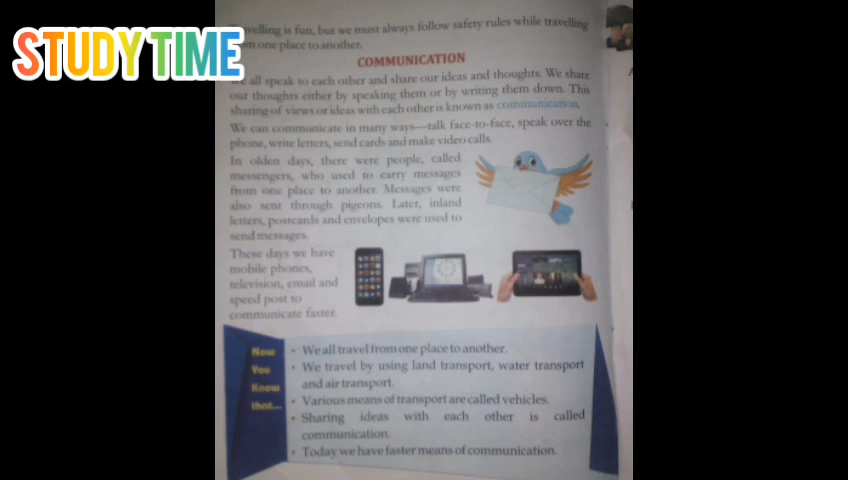 STUDY TIME
Travelling is fun, but we must always follow safety rules while travelling
from one place to another.
COMMUNICATION
We all speak to each other and share our ideas and thoughts. We share
our thoughts either by speaking them or by writing them down. This
sharing of views or ideas with each other is known as communication.
We can communicate in many ways—talk face-to-face, speak over the
phone, write letters, send cards and make video calls.
In olden days, there were people, called
messengers, who used to carry messages
from one place to another. Messages were
also sent through pigeons. Later, inland
letters, postcards and envelopes were used to
send messages.
These days we have
mobile phones,
television, email and
speed post to
communicate faster.
Now
You
Know
that...
• We all travel from one place to another.
• We travel by using land transport, water transport
and air transport.
• Various means of transport are called vehicles.
• Sharing ideas with each other is called
communication.
• Today we have faster means of communication.